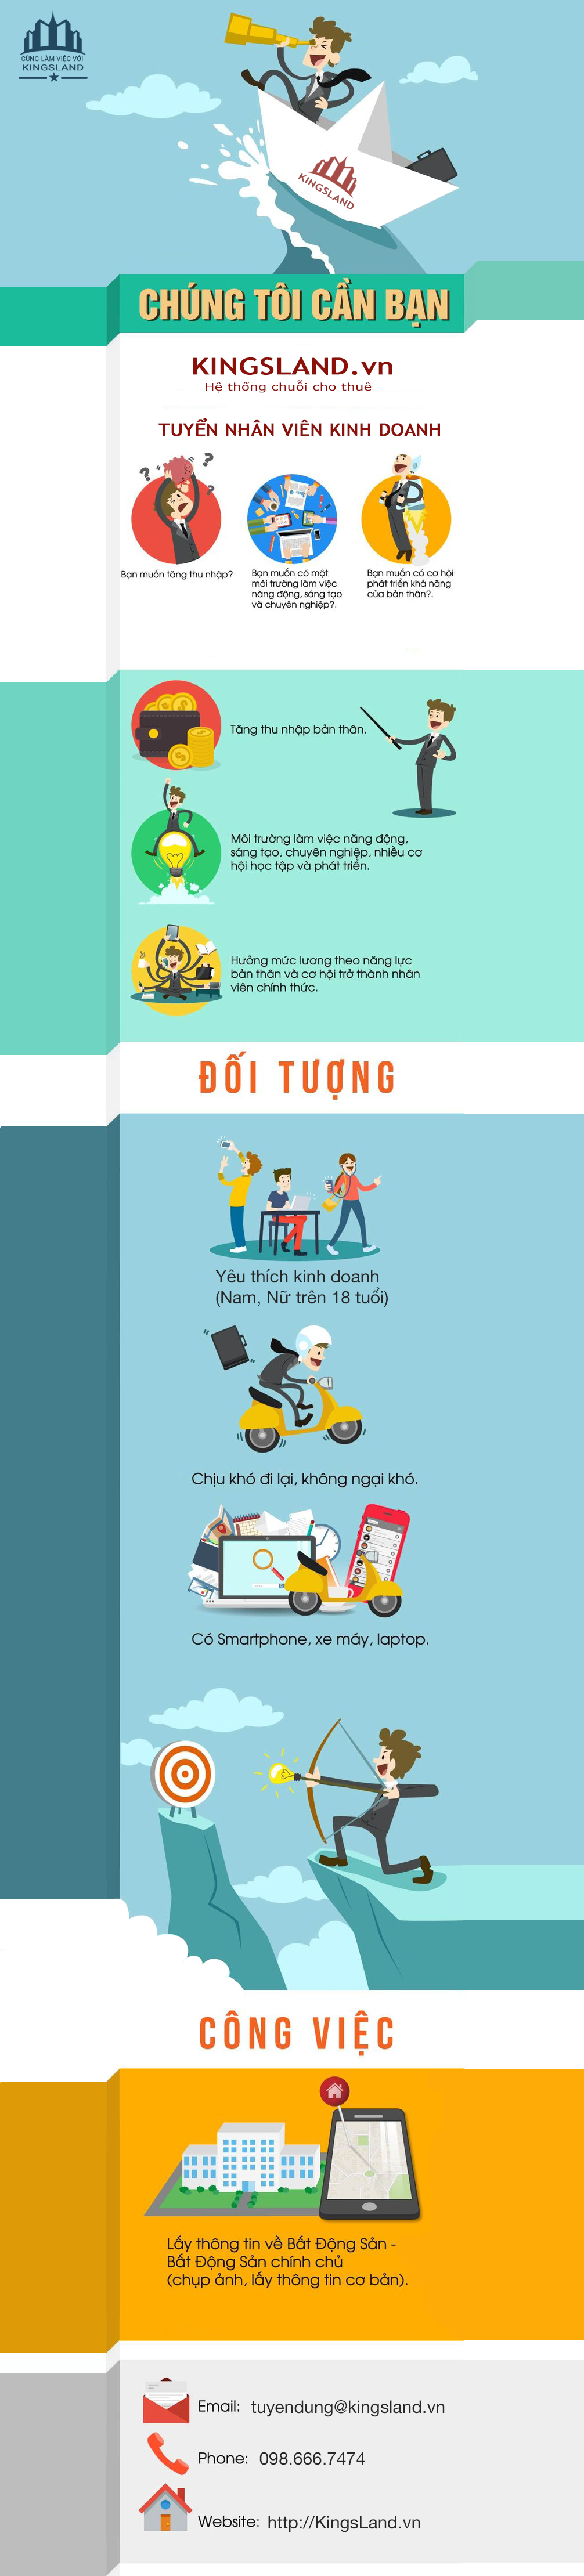 CÙNG LÀM VIỆC VỚI
KINGSLAND
KINGSLAND
CHÚNG TÔI CẦN BẠN
KINGSLAND.vn
Hệ thống chuỗi cho thuê
TUYỂN NHÂN VIÊN KINH DOANH
Bạn muốn tăng thu nhập?
Bạn muốn có một
môi trường làm việc
năng động, sáng tạo
và chuyên nghiệp?.
Bạn muốn có cơ hội
phát triển khả năng
của bản thân?.
Tăng thu nhập bản thân.
Môi trường làm việc năng động,
sáng tạo, chuyên nghiệp, nhiều cơ
hội học tập và phát triển.
Hưởng mức lương theo năng lực
bản thân và cơ hội trở thành nhân
viên chính thức.
ĐỐI TƯỢNG
Yêu thích kinh doanh
(Nam, Nữ trên 18 tuổi)
Chịu khó đi lại, không ngại khó.
Có Smartphone, xe máy, laptop.
CÔNG VIỆC
Lấy thông tin về Bất Động Sản -
Bất Động Sản chính chủ
(chụp ảnh, lấy thông tin cơ bản).
Email: tuyendung@kingsland.vn
Phone: 098.666.7474
Website: http://KingsLand.vn